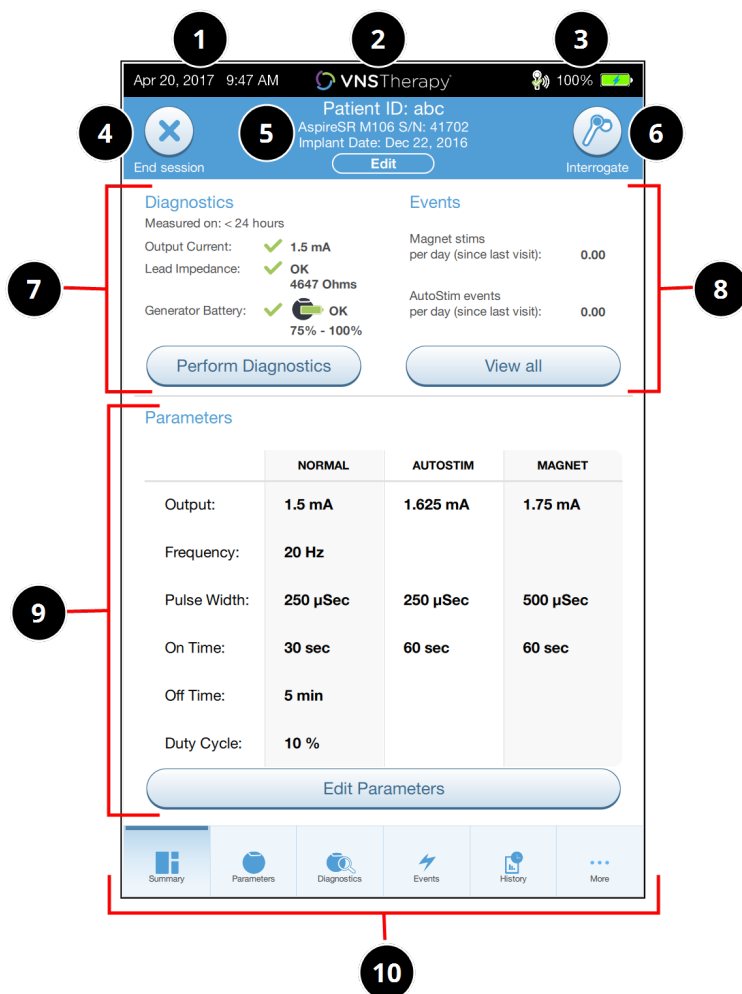 1
2
3
Apr 20, 2017 9:47 AM
VNSTherapy
100%
4
5
6
Patient ID: abc
AspireSR M106 S/N: 41702
Implant Date: Dec 22, 2016
Edit
End session
Interrogate
7
Diagnostics
Measured on: < 24 hours
Output Current: 1.5 mA
Lead Impedance: OK
4647 Ohms
Generator Battery: OK
75% - 100%
Perform Diagnostics
8
Events
Magnet stims
per day (since last visit): 0.00
AutoStim events
per day (since last visit): 0.00
View all
9
Parameters
NORMAL AUTOSTIM MAGNET
Output: 1.5 mA 1.625 mA 1.75 mA
Frequency: 20 Hz
Pulse Width: 250 µSec 250 µSec 500 µSec
On Time: 30 sec 60 sec 60 sec
Off Time: 5 min
Duty Cycle: 10 %
Edit Parameters
Summary Parameters Diagnostics Events History More
10